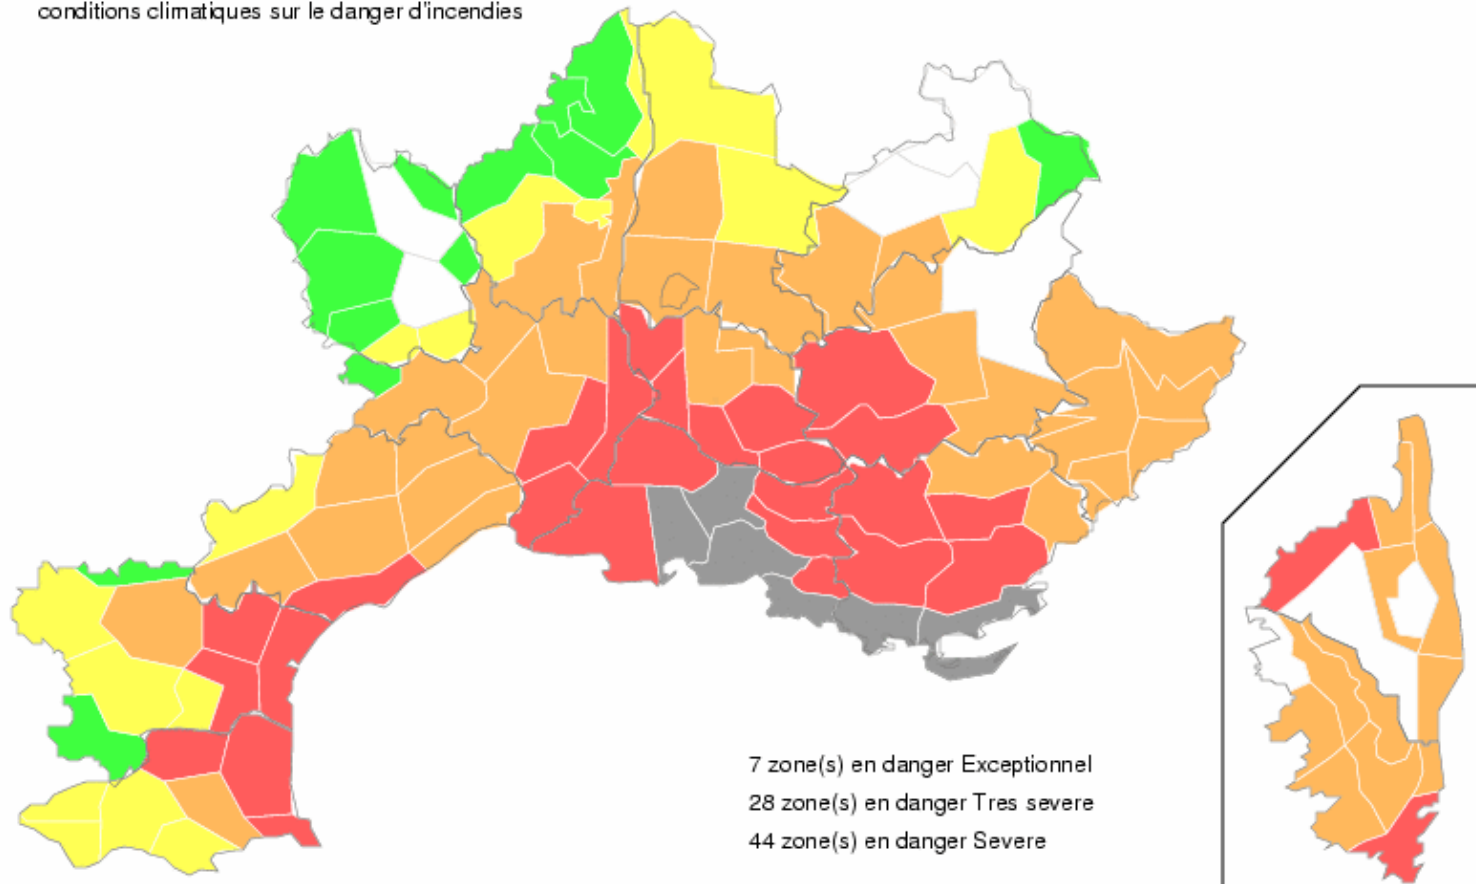 conditions climatiques sur le danger d'incendies
7 zone(s) en danger Exceptionnel
28 zone(s) en danger Tres severe
44 zone(s) en danger Severe